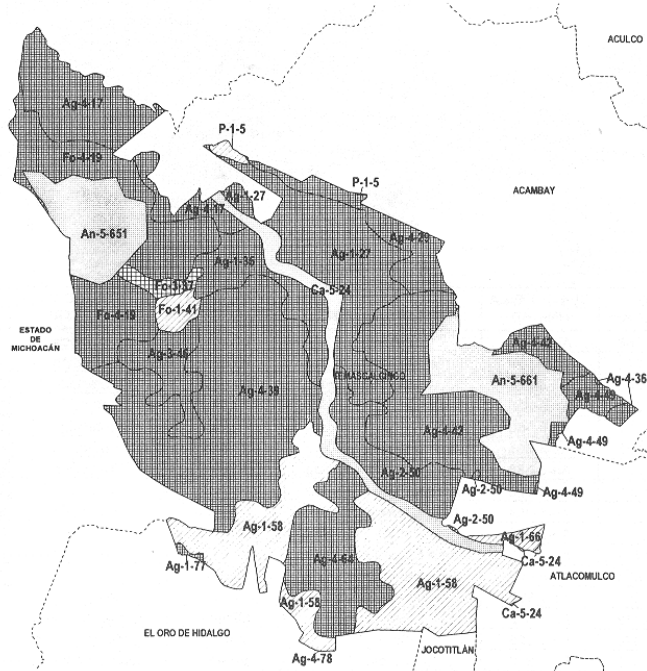 ACULCO
Ag-4-17
P-1-5
Fo-4-19
P-1-5
ACAMBAY
Ag-1-27
Ag-4-17
An-5-651
Ag-4-29
Ag-1-27
Ag-1-35
Fo-3-37
Ca-5-24
Fo-1-41
Fo-4-19
ESTADO
DE
MICHOACÁN
Ag-4-42
Ag-3-46
TEMASCALCINGO
An-5-661
Ag-4-36
Ag-4-39
Ag-4-49
Ag-4-42
Ag-4-49
Ag-2-50
Ag-2-50
Ag-4-49
Ag-2-50
Ag-1-58
Ag-1-66
Ag-4-64
Ca-5-24
Ag-1-77
ATLACOMULCO
Ag-1-58
Ag-1-58
Ca-5-24
EL ORO DE HIDALGO
JOCOTITLÁN
Ag-4-78